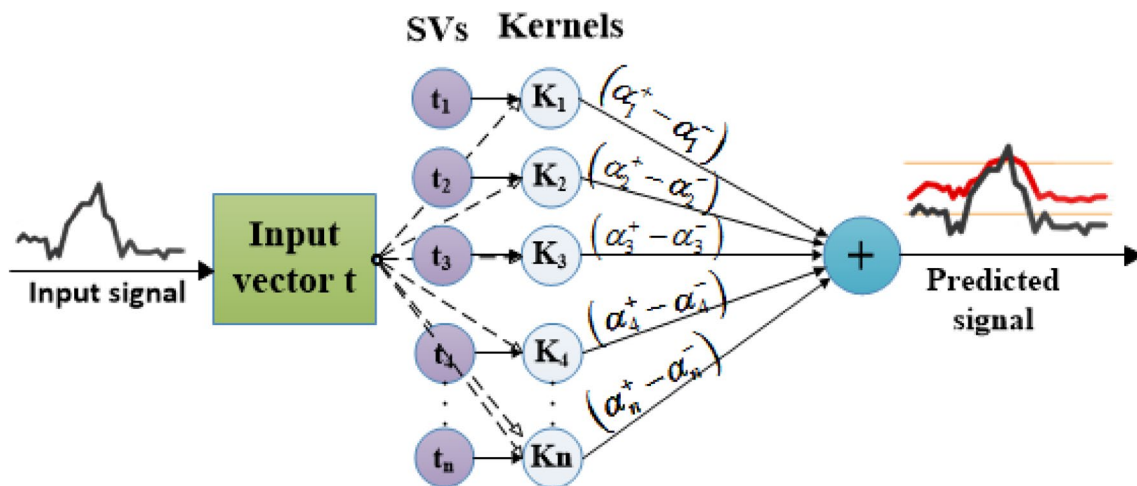 SVs Kernels
t₁ K₁ (α₁⁺ − α₁⁻)
t₂ K₂ (α₂⁺ − α₂⁻)
Input vector t
t₃ K₃ (α₃⁺ − α₃⁻)
+
Input signal
Predicted signal
t₄ K₄ (α₄⁺ − α₄⁻)
. .
. .
. .
tₙ Kn (αₙ⁺ − αₙ⁻)